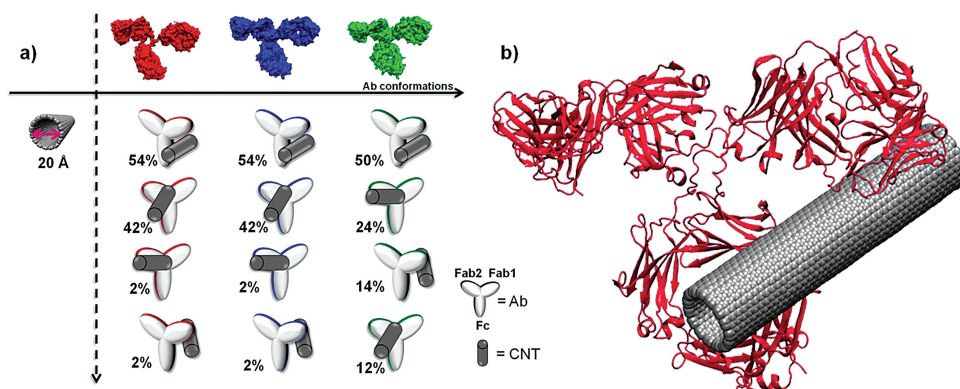 a)
b)
Ab conformations
20 Å
54%
54%
50%
42%
42%
24%
2%
2%
14%
2%
2%
12%
Fab2 Fab1
= Ab
Fc
= CNT